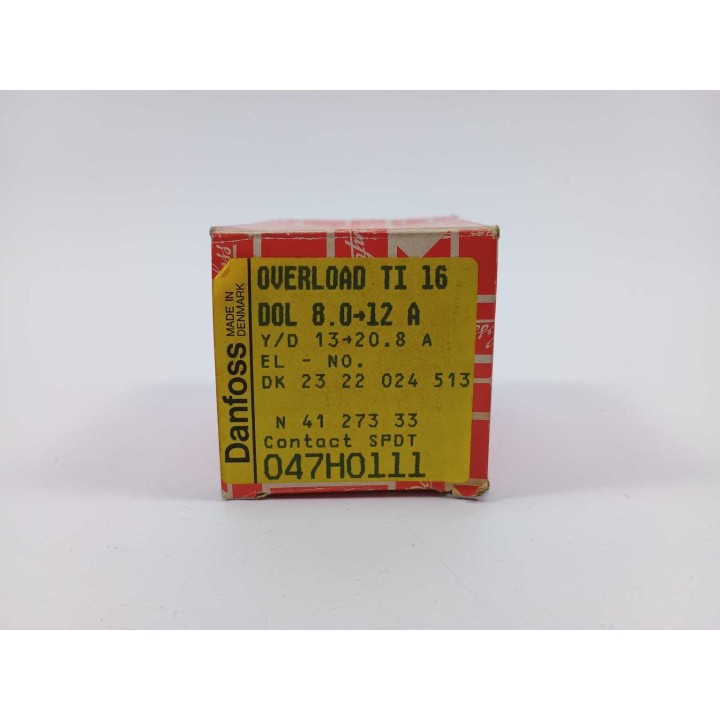 Danfoss
MADE IN
DENMARK
OVERLOAD TI 16
DOL 8.0→12 A
Y/D 13→20.8 A
EL - NO.
DK 23 22 024 513
N 41 273 33
Contact SPDT
047H0111